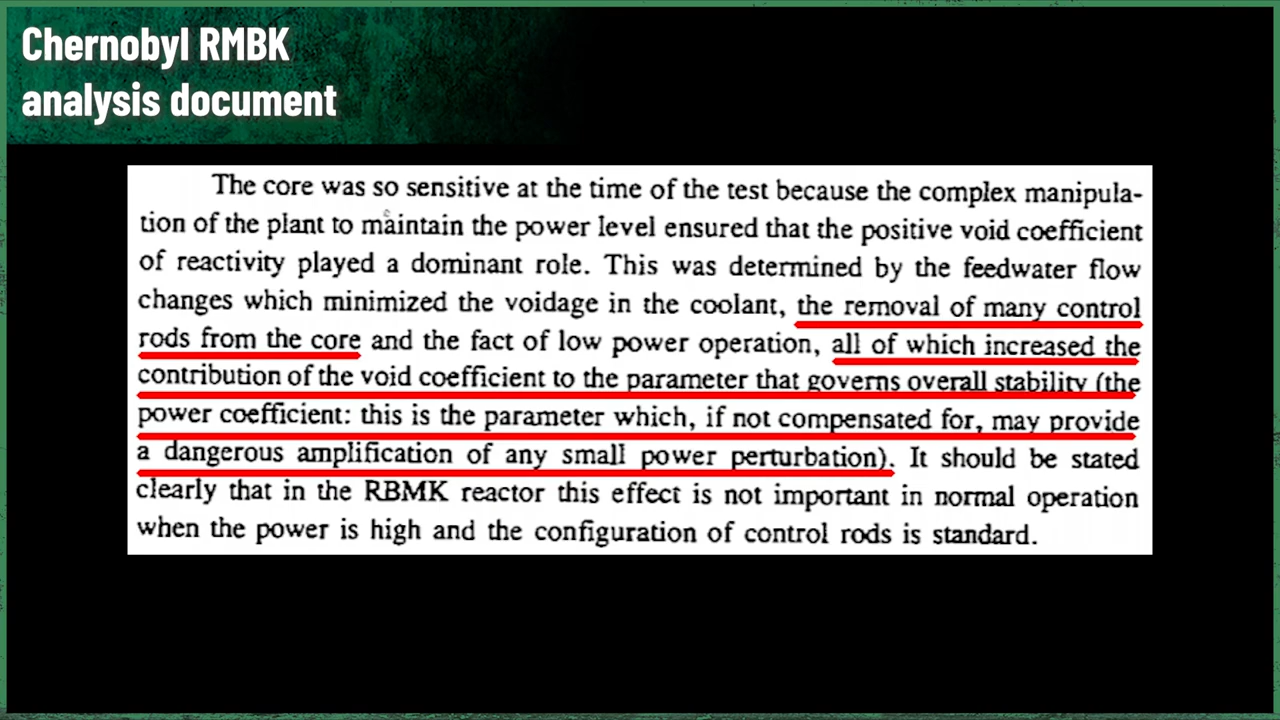 Chernobyl RMBK
analysis document
The core was so sensitive at the time of the test because the complex manipula-
tion of the plant to maintain the power level ensured that the positive void coefficient
of reactivity played a dominant role. This was determined by the feedwater flow
changes which minimized the voidage in the coolant, the removal of many control
rods from the core and the fact of low power operation, all of which increased the
contribution of the void coefficient to the parameter that governs overall stability (the
power coefficient: this is the parameter which, if not compensated for, may provide
a dangerous amplification of any small power perturbation). It should be stated
clearly that in the RBMK reactor this effect is not important in normal operation
when the power is high and the configuration of control rods is standard.